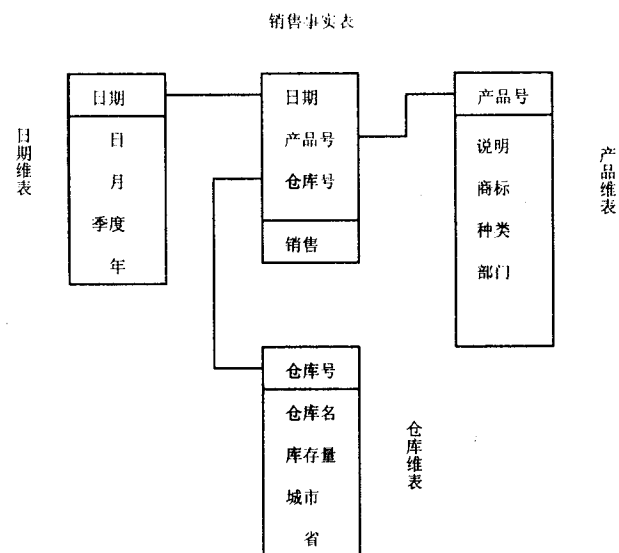 销售事实表
日期维表
日期
日
月
季度
年
日期
产品号
仓库号
销售
产品号
说明
商标
种类
部门
产品维表
仓库号
仓库名
库存量
城市
省
仓库维表